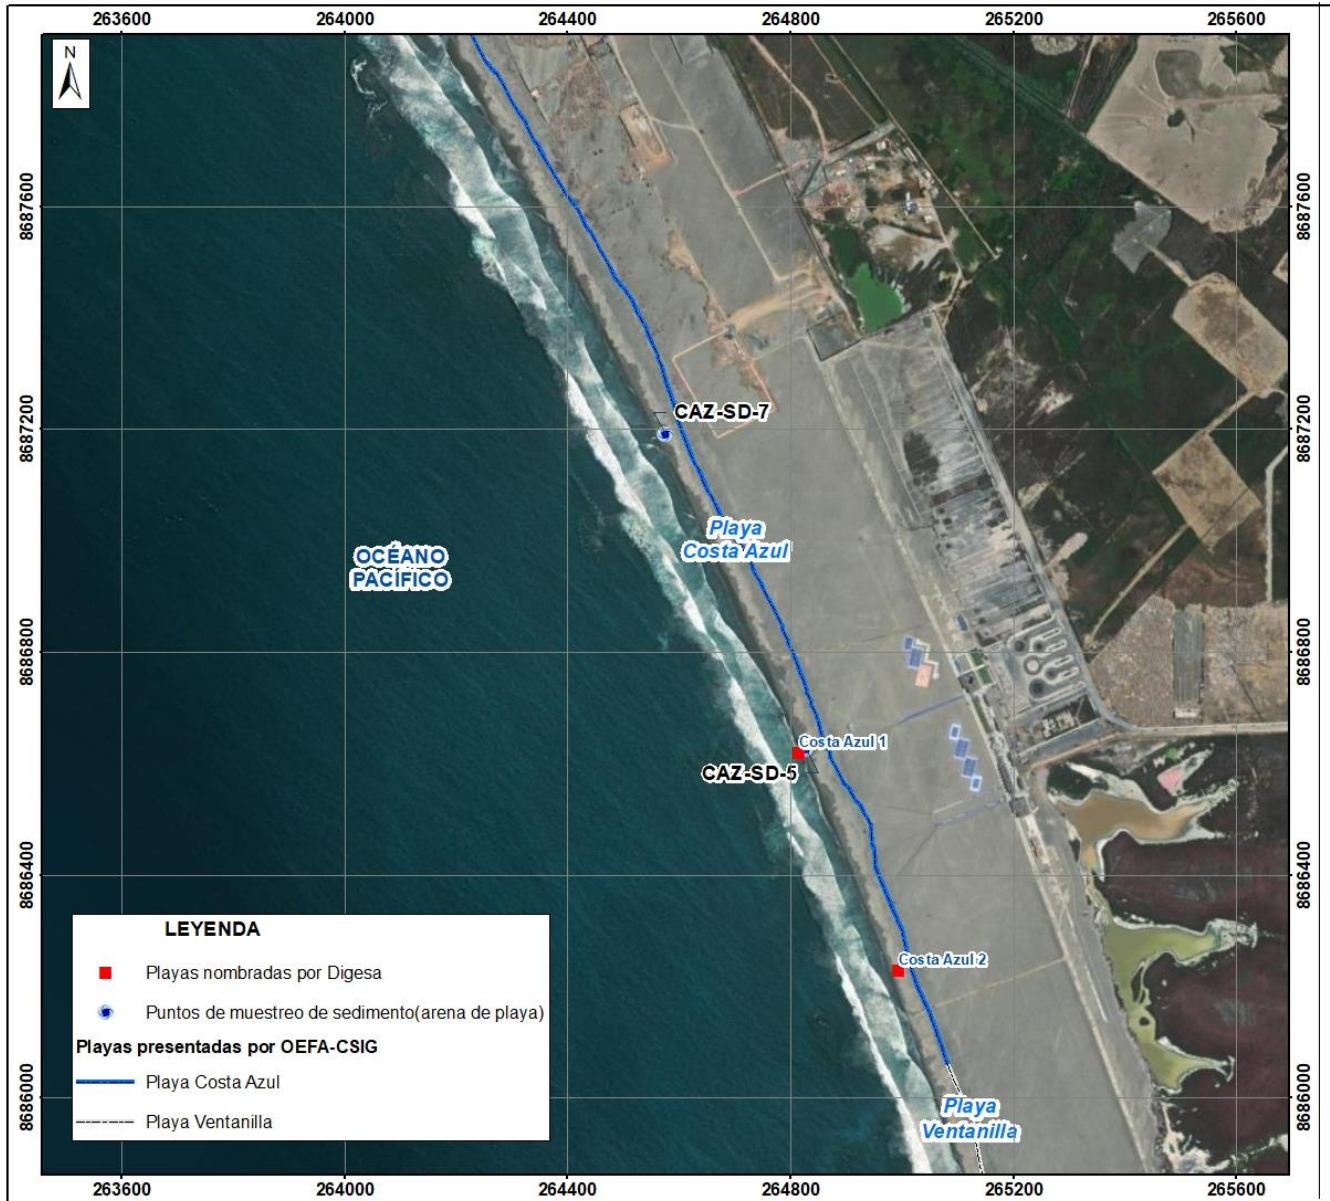 263600 264000 264400 264800 265200 265600
N
8687600 8687600
CAZ-SD-7
8687200 8687200
Playa
Costa Azul
OCÉANO
PACÍFICO
8686800 8686800
Costa Azul 1
CAZ-SD-5
8686400 8686400
LEYENDA
Costa Azul 2
Playas nombradas por Digesa
Puntos de muestreo de sedimento(arena de playa)
Playas presentadas por OEFA-CSIG
Playa Costa Azul
Playa Ventanilla
8686000 8686000
Playa
Ventanilla
263600 264000 264400 264800 265200 265600